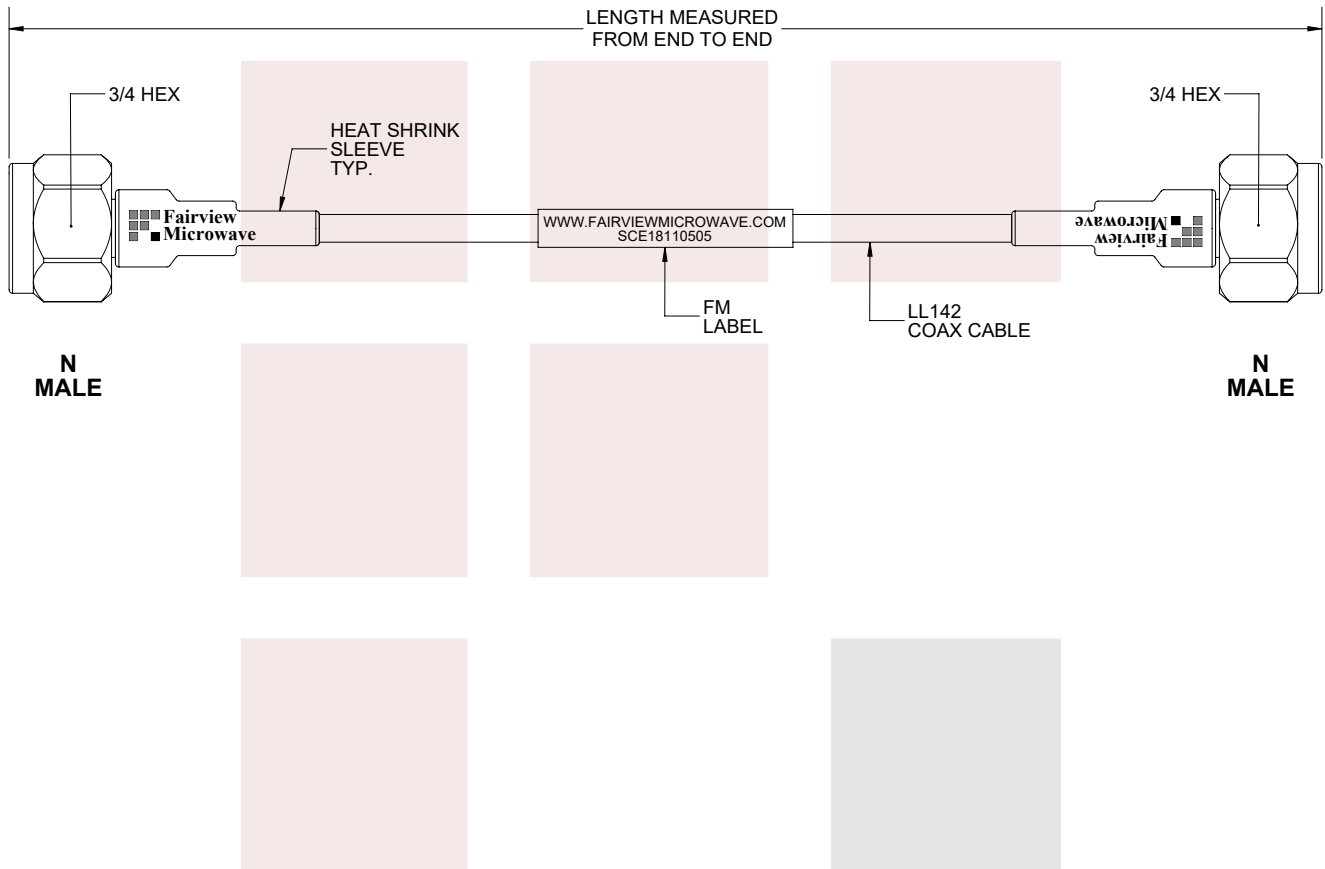 LENGTH MEASURED
FROM END TO END
3/4 HEX
3/4 HEX
HEAT SHRINK
SLEEVE
TYP.
Fairview
Microwave
WWW.FAIRVIEWMICROWAVE.COM
SCE18110505
Fairview
Microwave
FM
LABEL
LL142
COAX CABLE
N
MALE
N
MALE